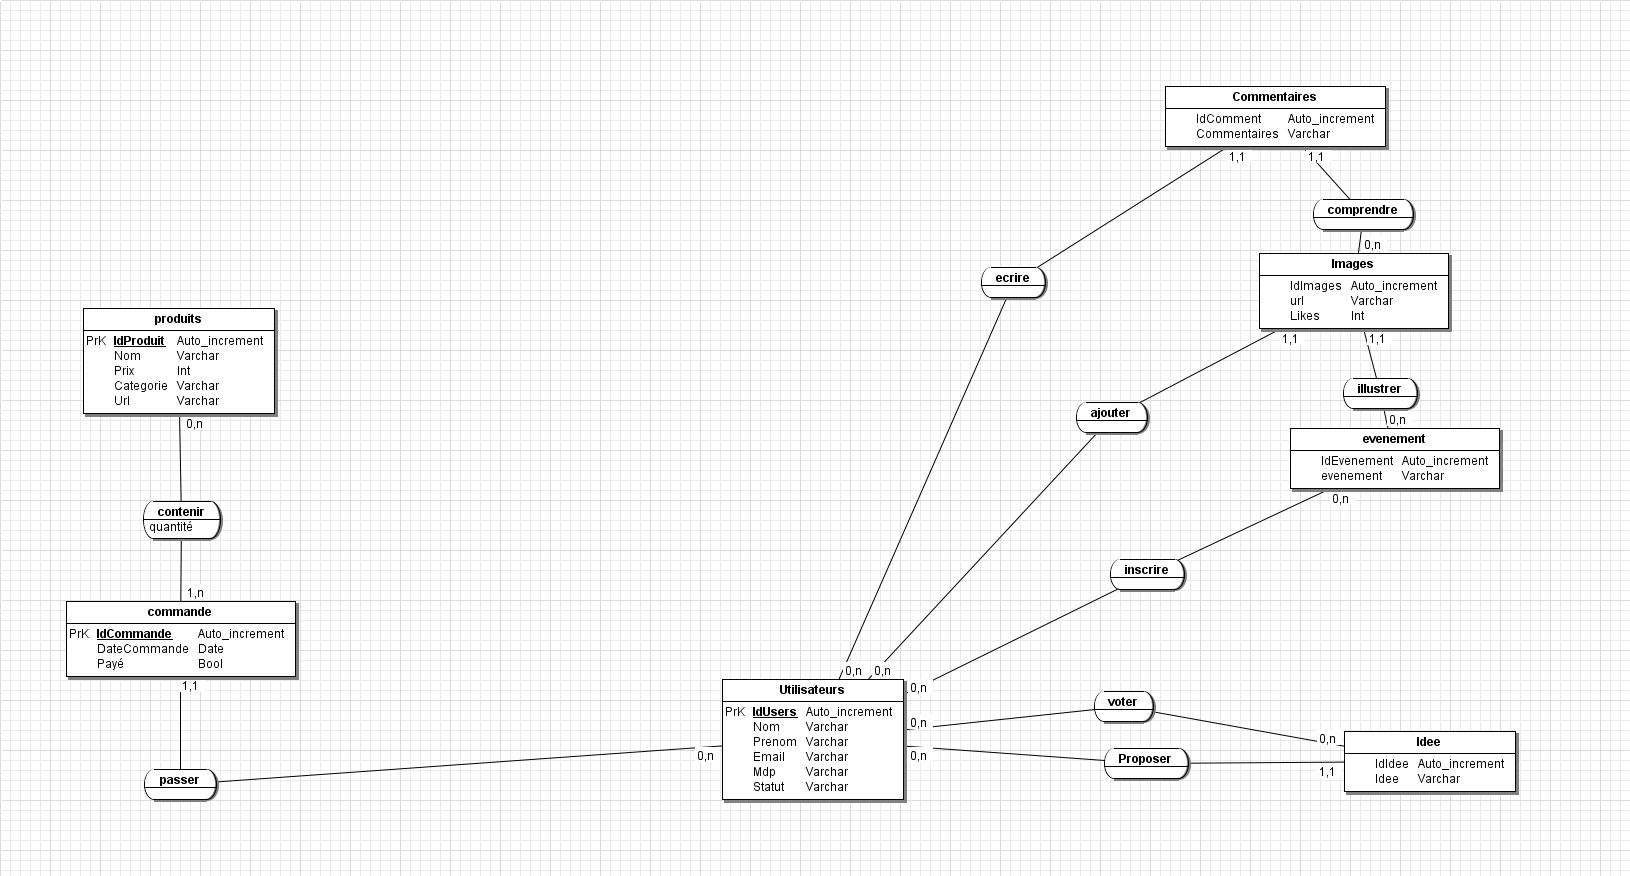 Commentaires
IdComment Auto_increment
Commentaires Varchar
1,1 1,1
comprendre
0,n
ecrire
Images
IdImages Auto_increment
url Varchar
Likes Int
1,1 1,1
produits
PrK IdProduit Auto_increment
Nom Varchar
Prix Int
Categorie Varchar
Url Varchar
0,n
illustrer
0,n
ajouter
evenement
IdEvenement Auto_increment
evenement Varchar
0,n
contenir
quantité
1,n
inscrire
commande
PrK IdCommande Auto_increment
DateCommande Date
Payé Bool
1,1
0,n 0,n
0,n
Utilisateurs
PrK IdUsers Auto_increment
Nom Varchar
Prenom Varchar
Email Varchar
Mdp Varchar
Statut Varchar
0,n
voter
0,n
0,n
0,n
Proposer
1,1
Idee
IdIdee Auto_increment
Idee Varchar
passer